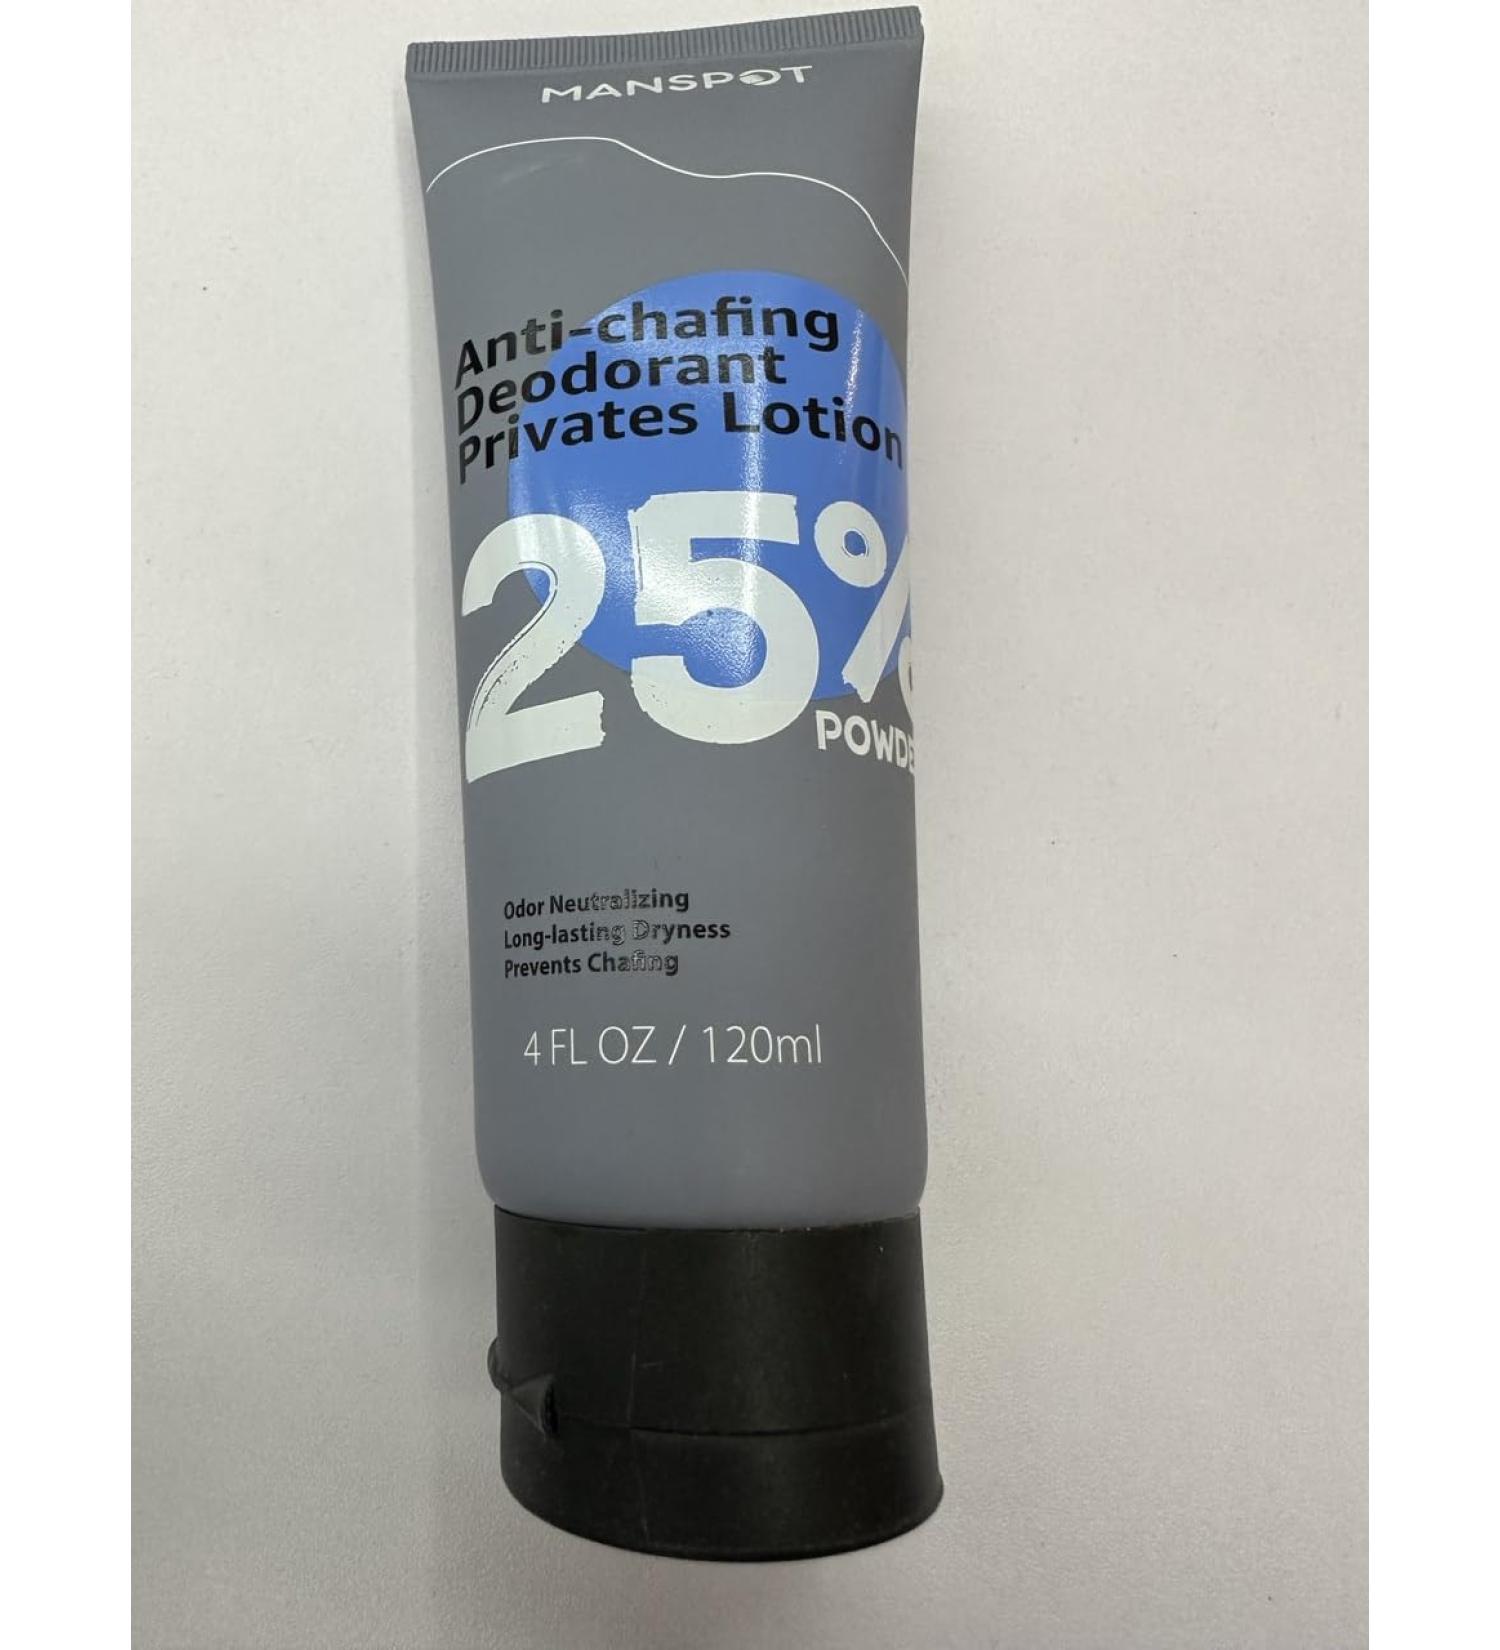 MANSPOT
Anti-chafing
Deodorant
Privates Lotion
25%
Odor Neutralizing
Long-lasting Dryness
Prevents Chafing
4 FL OZ / 120ml